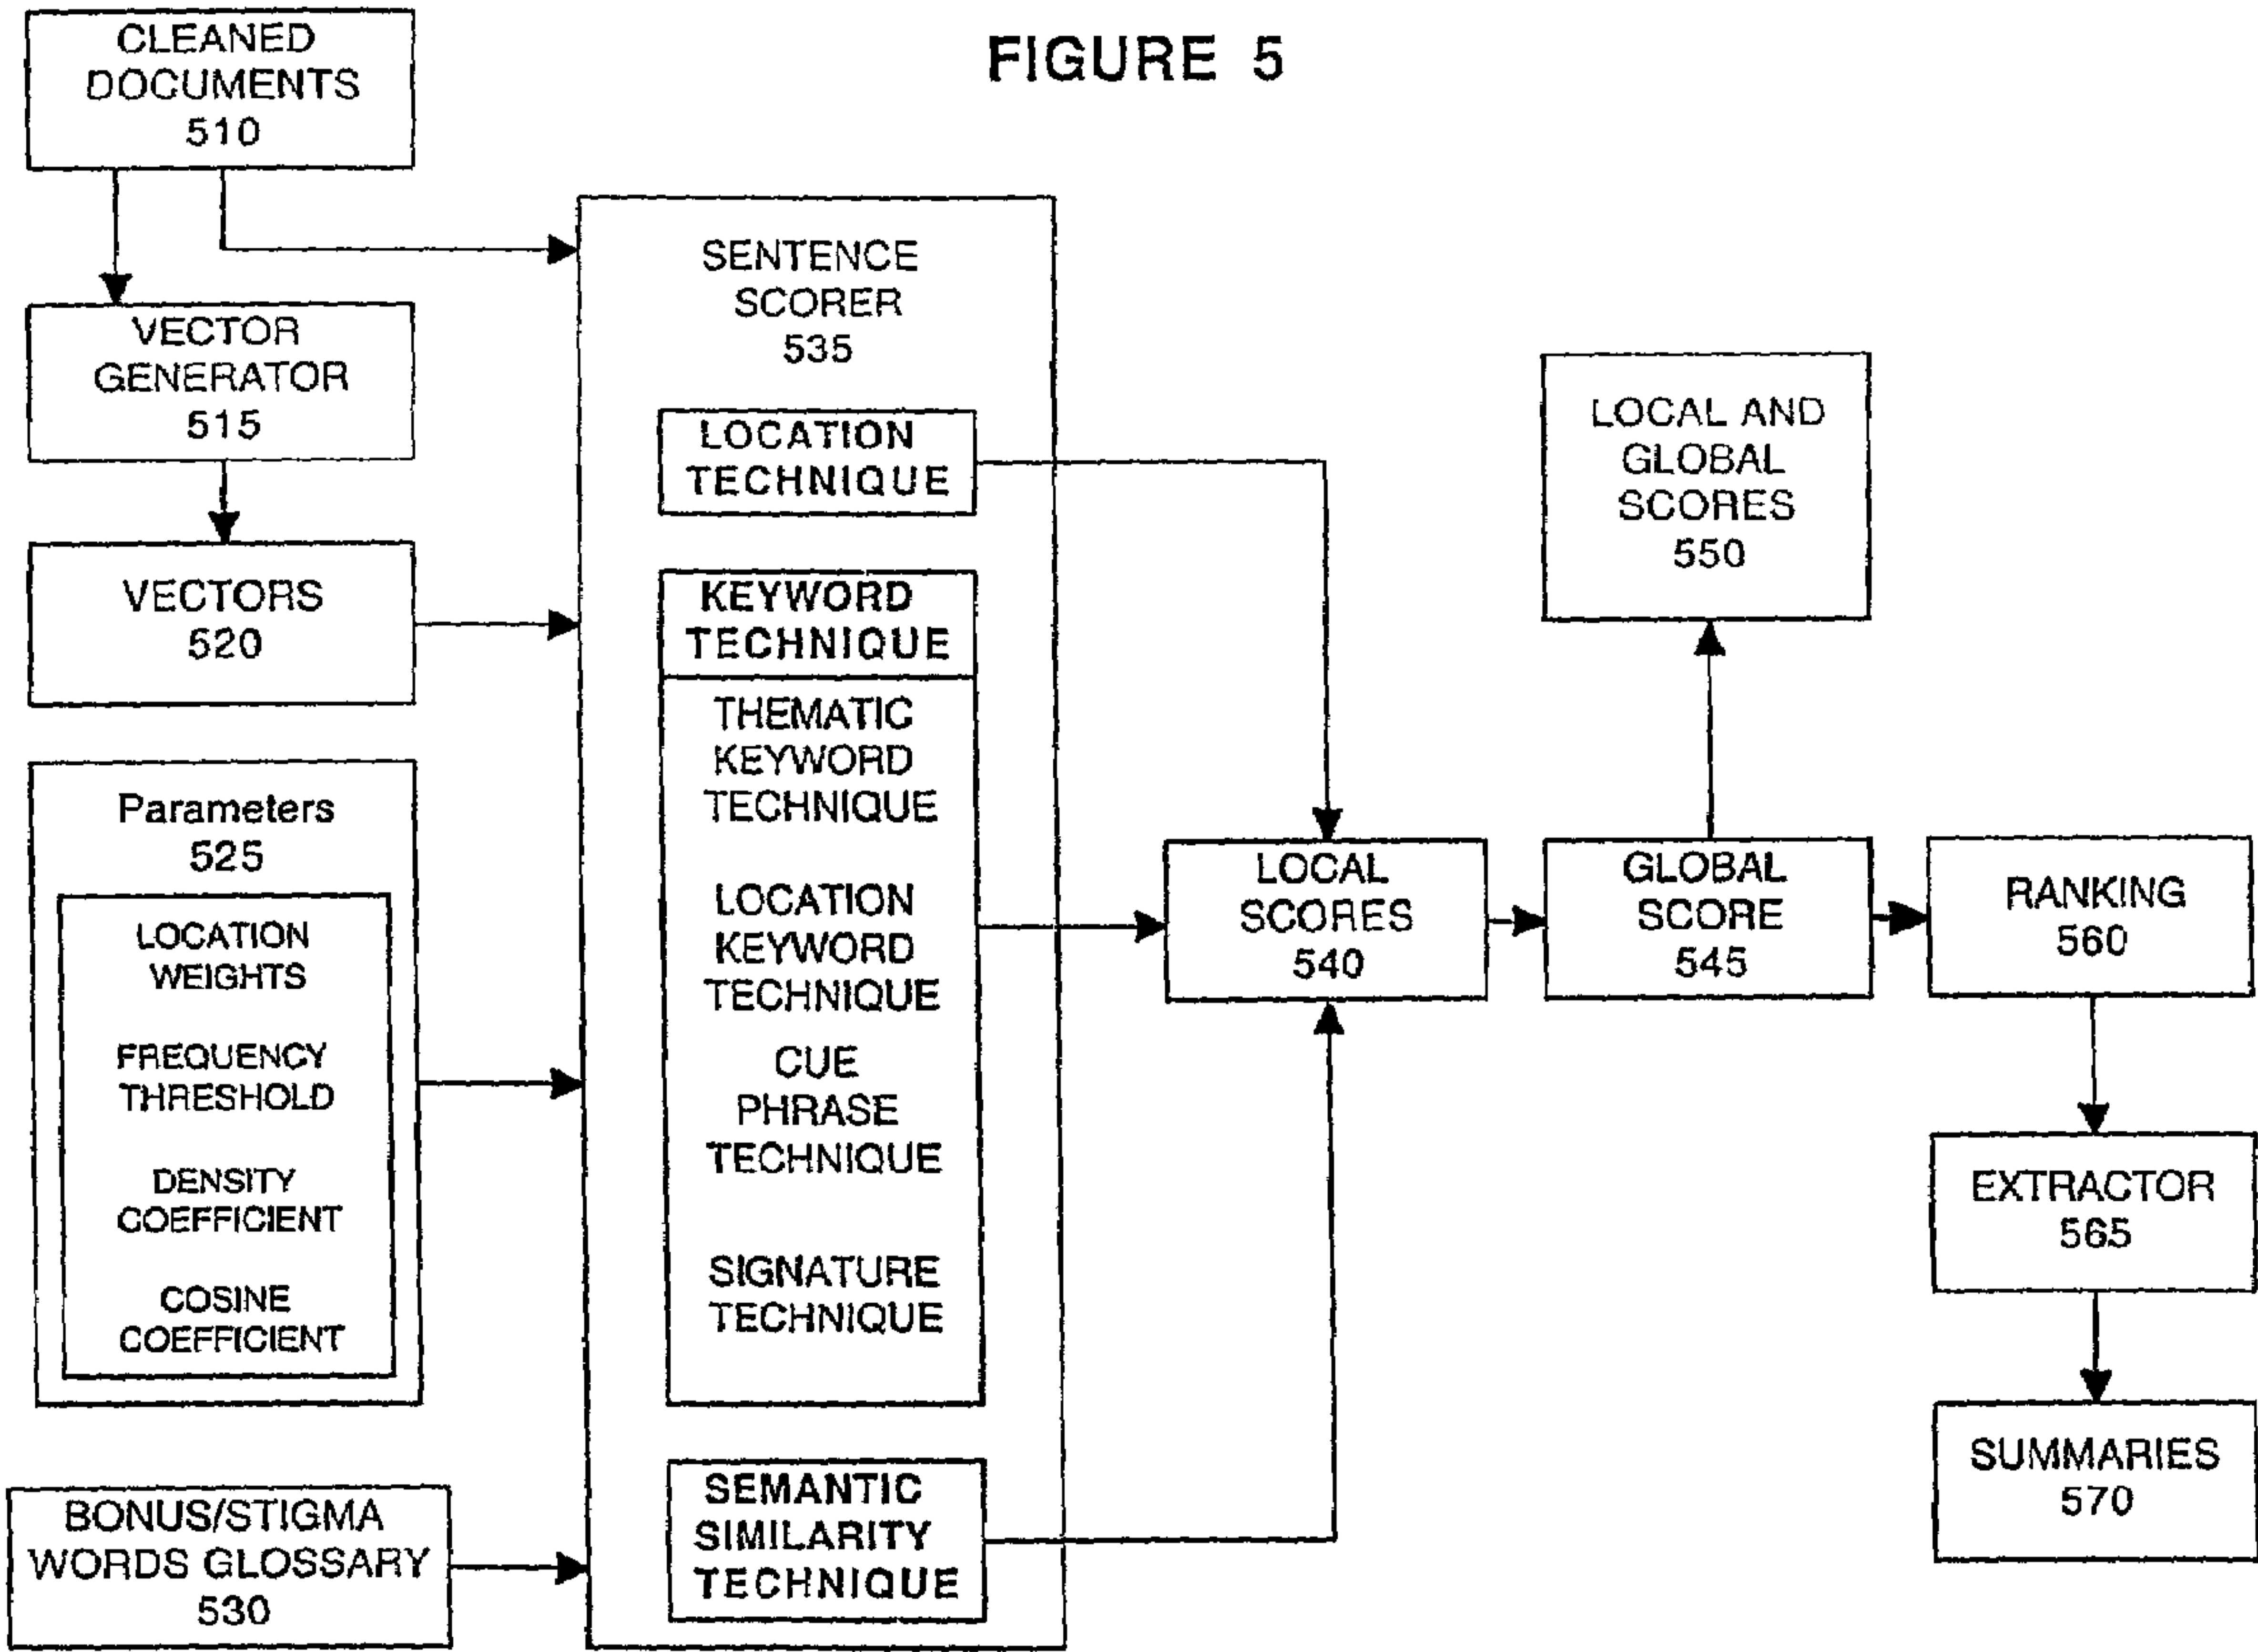 FIGURE 5
CLEANED
DOCUMENTS
510
VECTOR
GENERATOR
515
VECTORS
520
Parameters
525
LOCATION
WEIGHTS
FREQUENCY
THRESHOLD
DENSITY
COEFFICIENT
COSINE
COEFFICIENT
BONUS/STIGMA
WORDS GLOSSARY
530
SENTENCE
SCORER
535
LOCATION
TECHNIQUE
KEYWORD
TECHNIQUE
THEMATIC
KEYWORD
TECHNIQUE
LOCATION
KEYWORD
TECHNIQUE
CUE
PHRASE
TECHNIQUE
SIGNATURE
TECHNIQUE
SEMANTIC
SIMILARITY
TECHNIQUE
LOCAL
SCORES
540
GLOBAL
SCORE
545
LOCAL AND
GLOBAL
SCORES
550
RANKING
560
EXTRACTOR
565
SUMMARIES
570